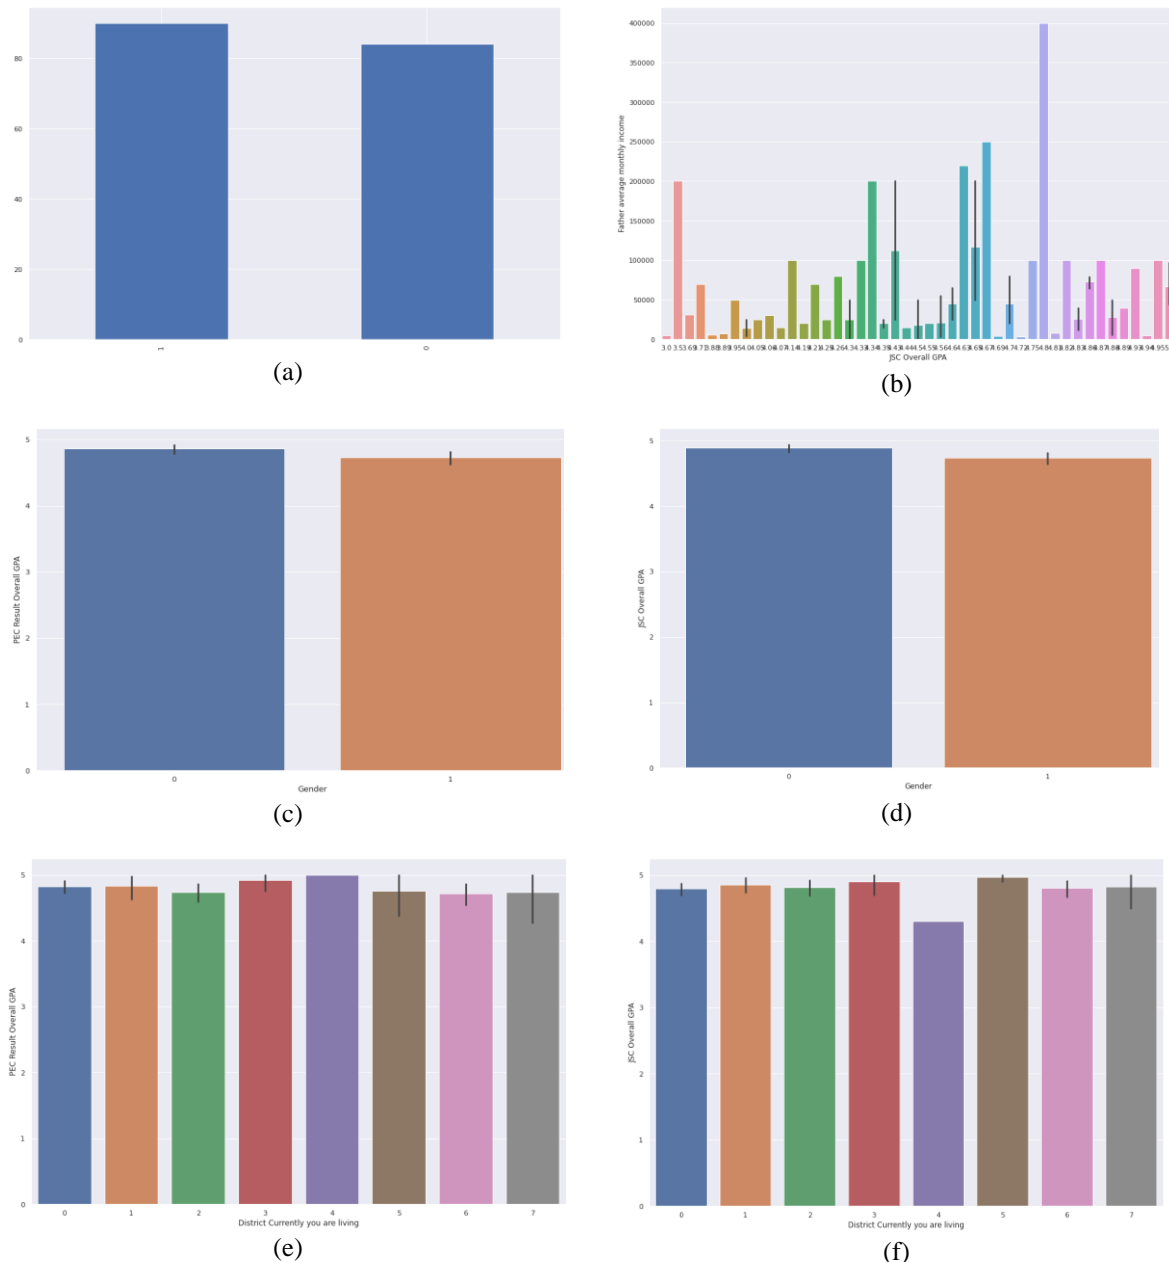 80
60
40
20
0
1 0
(a)
400000
350000
300000
250000
200000
150000
100000
50000
0
Father average monthly income
3.0
JSC Overall GPA
(b)
5
4
3
2
1
0
PEC Result Overall GPA
0 1
Gender
(c)
5
4
3
2
1
0
JSC Overall GPA
0 1
Gender
(d)
5
4
3
2
1
0
PEC Result Overall GPA
0 1 2 3 4 5 6 7
District Currently you are living
(e)
5
4
3
2
1
0
JSC Overall GPA
0 1 2 3 4 5 6 7
District Currently you are living
(f)